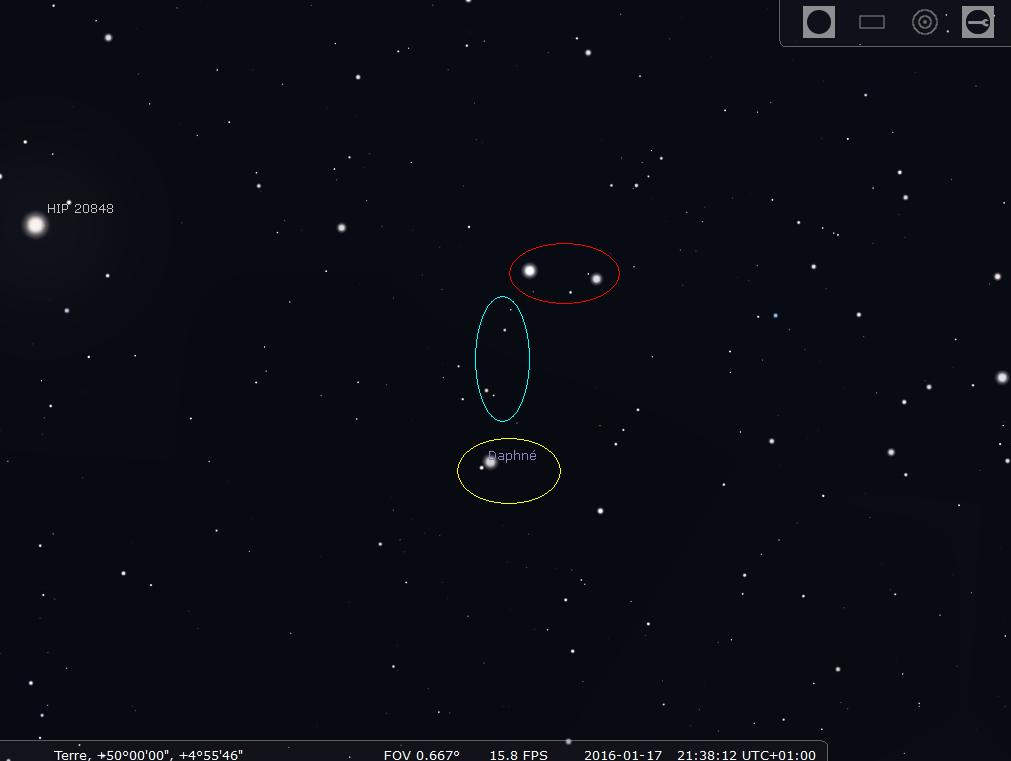 HIP 20848
Daphné
Terre, +50°00'00", +4°55'46" FOV 0.667° 15.8 FPS 2016-01-17 21:38:12 UTC+01:00